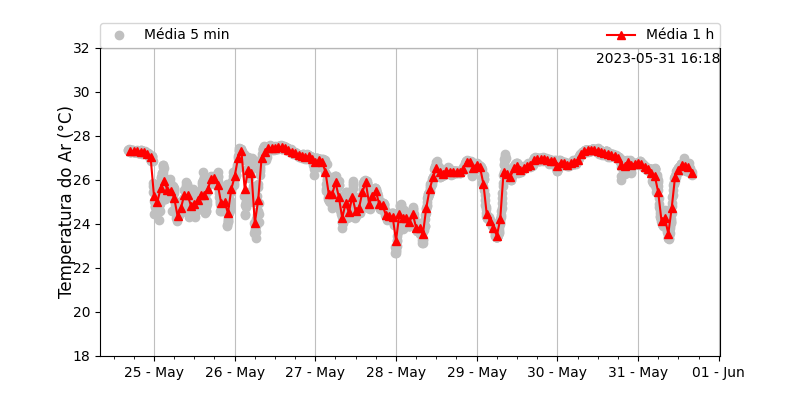 Média 5 min
Média 1 h
2023-05-31 16:18
Temperatura do Ar (°C)
32
30
28
26
24
22
20
18
25 - May
26 - May
27 - May
28 - May
29 - May
30 - May
31 - May
01 - Jun